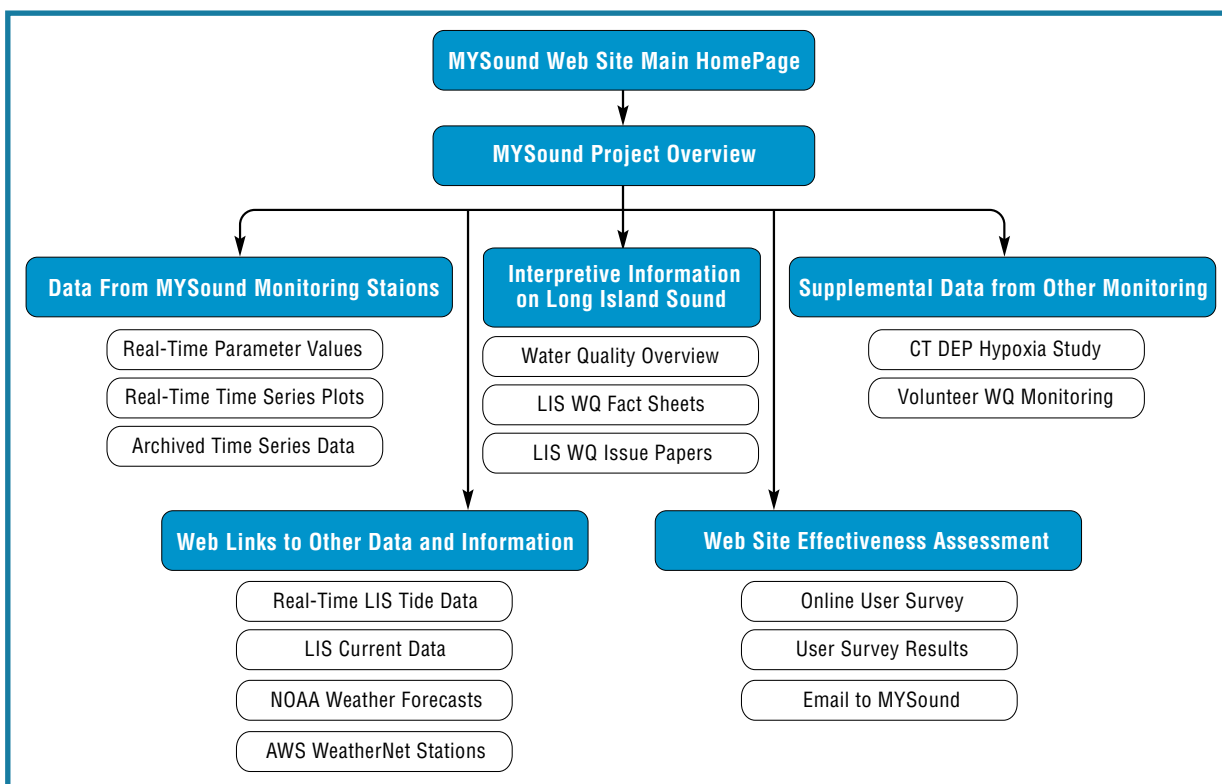 MYSound Web Site Main HomePage
MYSound Project Overview
Data From MYSound Monitoring Staions
Real-Time Parameter Values
Real-Time Time Series Plots
Archived Time Series Data
Interpretive Information
on Long Island Sound
Water Quality Overview
LIS WQ Fact Sheets
LIS WQ Issue Papers
Supplemental Data from Other Monitoring
CT DEP Hypoxia Study
Volunteer WQ Monitoring
Web Links to Other Data and Information
Real-Time LIS Tide Data
LIS Current Data
NOAA Weather Forecasts
AWS WeatherNet Stations
Web Site Effectiveness Assessment
Online User Survey
User Survey Results
Email to MYSound